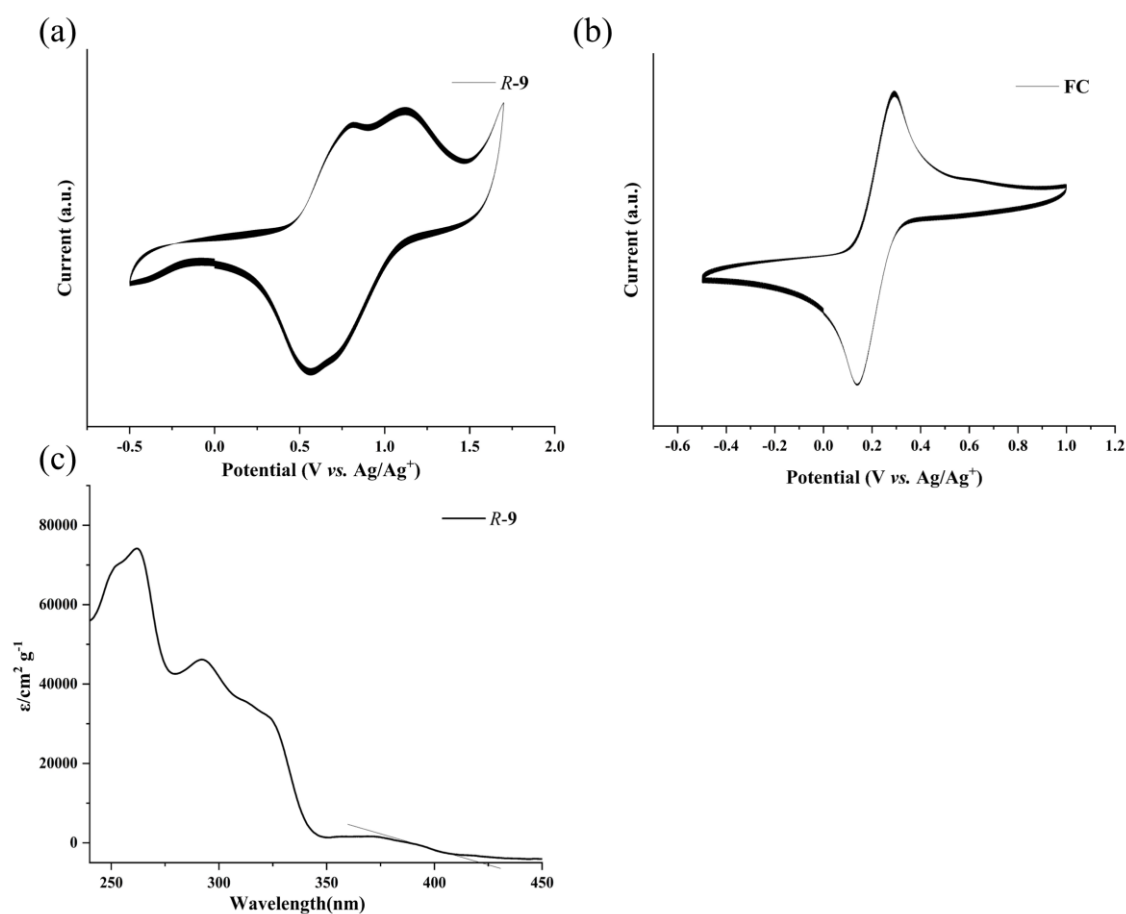 (a)
R-9
Current (a.u.)
-0.5 0.0 0.5 1.0 1.5 2.0
Potential (V vs. Ag/Ag⁺)
(b)
FC
Current (a.u.)
-0.6 -0.4 -0.2 0.0 0.2 0.4 0.6 0.8 1.0 1.2
Potential (V vs. Ag/Ag⁺)
(c)
R-9
80000
60000
40000
20000
0
ε/cm² g⁻¹
250 300 350 400 450
Wavelength(nm)